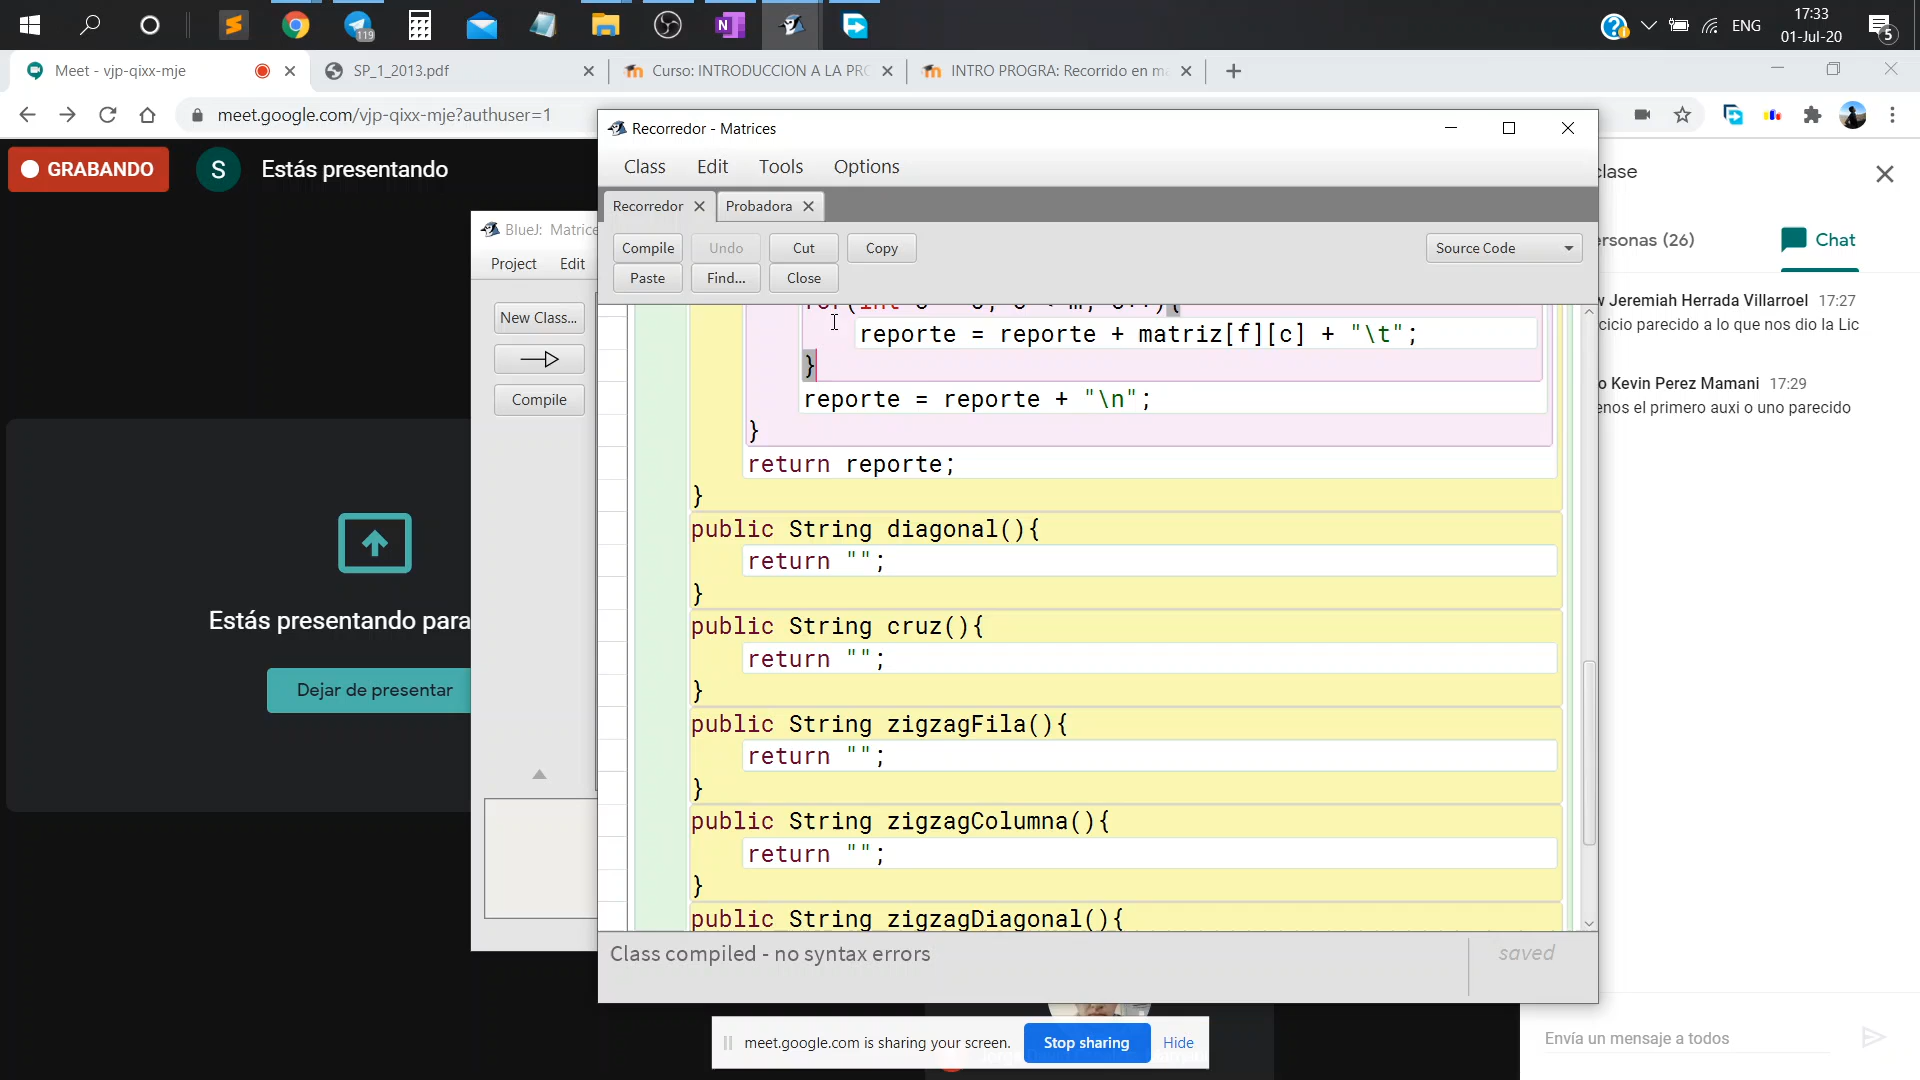 119
ENG
17:33
01-Jul-20
5
Meet - vjp-qixx-mje
SP_1_2013.pdf
Curso: INTRODUCCION A LA PRO
INTRO PROGRA: Recorrido en ma
meet.google.com/vjp-qixx-mje?authuser=1
GRABANDO
S
Estás presentando
Recorredor - Matrices
Class
Edit
Tools
Options
Recorredor
Probadora
Compile
Undo
Cut
Copy
Paste
Find...
Close
Source Code
BlueJ: Matrice
Project
Edit
New Class...
Compile
reporte = reporte + matriz[f][c] + "\t";
}
reporte = reporte + "\n";
}
return reporte;
}
public String diagonal(){
return "";
}
public String cruz(){
return "";
}
public String zigzagFila(){
return "";
}
public String zigzagColumna(){
return "";
}
public String zigzagDiagonal(){
Class compiled - no syntax errors
saved
Estás presentando para
Dejar de presentar
clase
ersonas (26)
Chat
Jeremiah Herrada Villarroel 17:27
cicio parecido a lo que nos dio la Lic
o Kevin Perez Mamani 17:29
enos el primero auxi o uno parecido
Envía un mensaje a todos
meet.google.com is sharing your screen.
Stop sharing
Hide